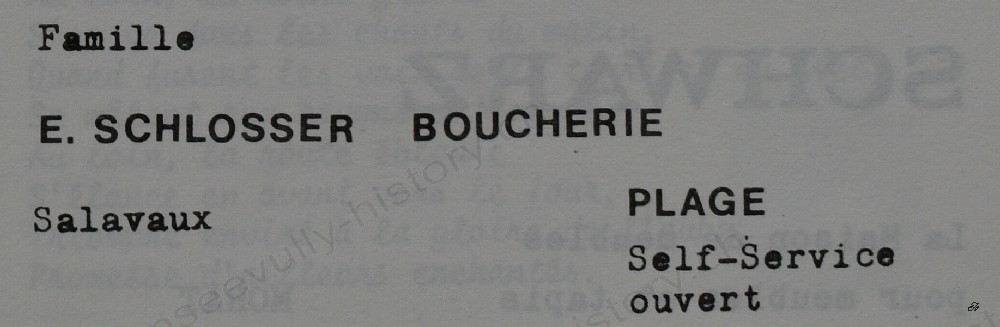 Famille
E. SCHLOSSER BOUCHERIE
Salavaux
PLAGE
Self-Service
ouvert